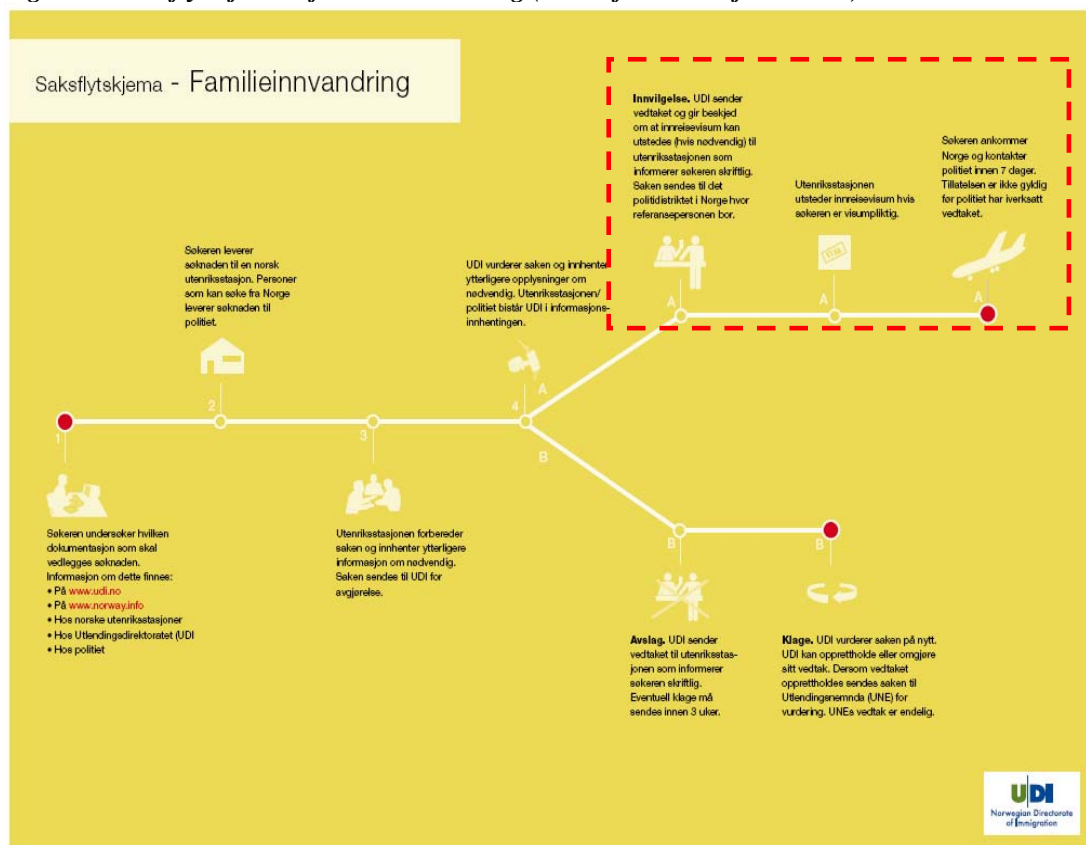 Saksflytskjema - Familieinnvandring
Innvilgelse. UDI sender
vedtaket og gir beskjed
om at innreisevisum kan
utstedes (hvis nødvendig) til
utenriksstasjonen som
informerer søkeren skriftlig.
Saken sendes til det
politidistriktet i Norge hvor
referansepersonen bor.
Utenriksstasjonen
utsteder innreisevisum hvis
søkeren er visumpliktig.
Søkeren ankommer
Norge og kontakter
politiet innen 7 dager.
Tillatelsen er ikke gyldig
før politiet har iverksatt
vedtaket.
Søkeren leverer
søknaden til en norsk
utenriksstasjon. Personer
som kan søke fra Norge
leverer søknaden til
politiet.
UDI vurderer saken og innhenter
ytterligere opplysninger om
nødvendig. Utenriksstasjonen/
politiet bistår UDI i informasjons-
innhentingen.
A
A
A
A
1
2
3
4
B
B
B
Søkeren undersøker hvilken
dokumentasjon som skal
vedlegges søknaden.
Informasjon om dette finnes:
• På www.udi.no
• På www.norway.info
• Hos norske utenriksstasjoner
• Hos Utlendingsdirektoratet (UDI
• Hos politiet
Utenriksstasjonen forbereder
saken og innhenter ytterligere
informasjon om nødvendig.
Saken sendes til UDI for
avgjørelse.
Avslag. UDI sender
vedtaket til utenriksstas-
jonen som informerer
søkeren skriftlig.
Eventuell klage må
sendes innen 3 uker.
Klage. UDI vurderer saken på nytt.
UDI kan opprettholde eller omgjøre
sitt vedtak. Dersom vedtaket
opprettholdes sendes saken til
Utlendingsnemnda (UNE) for
vurdering. UNEs vedtak er endelig.
UDI
Norwegian Directorate
of Immigration